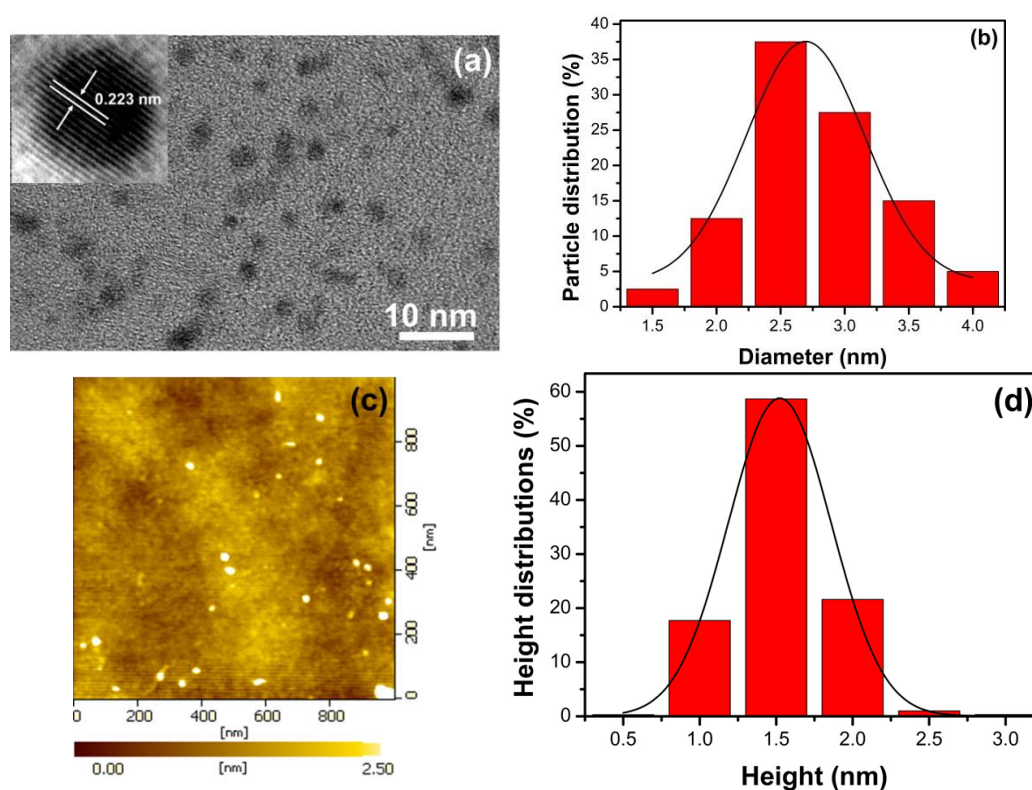 (a)
0.223 nm
10 nm
(b)
Particle distribution (%)
40
35
30
25
20
15
10
5
0
1.5 2.0 2.5 3.0 3.5 4.0
Diameter (nm)
(c)
800
600
400
200
0
[nm]
0 200 400 600 800
[nm]
0.00 [nm] 2.50
(d)
Height distributions (%)
60
50
40
30
20
10
0
0.5 1.0 1.5 2.0 2.5 3.0
Height (nm)